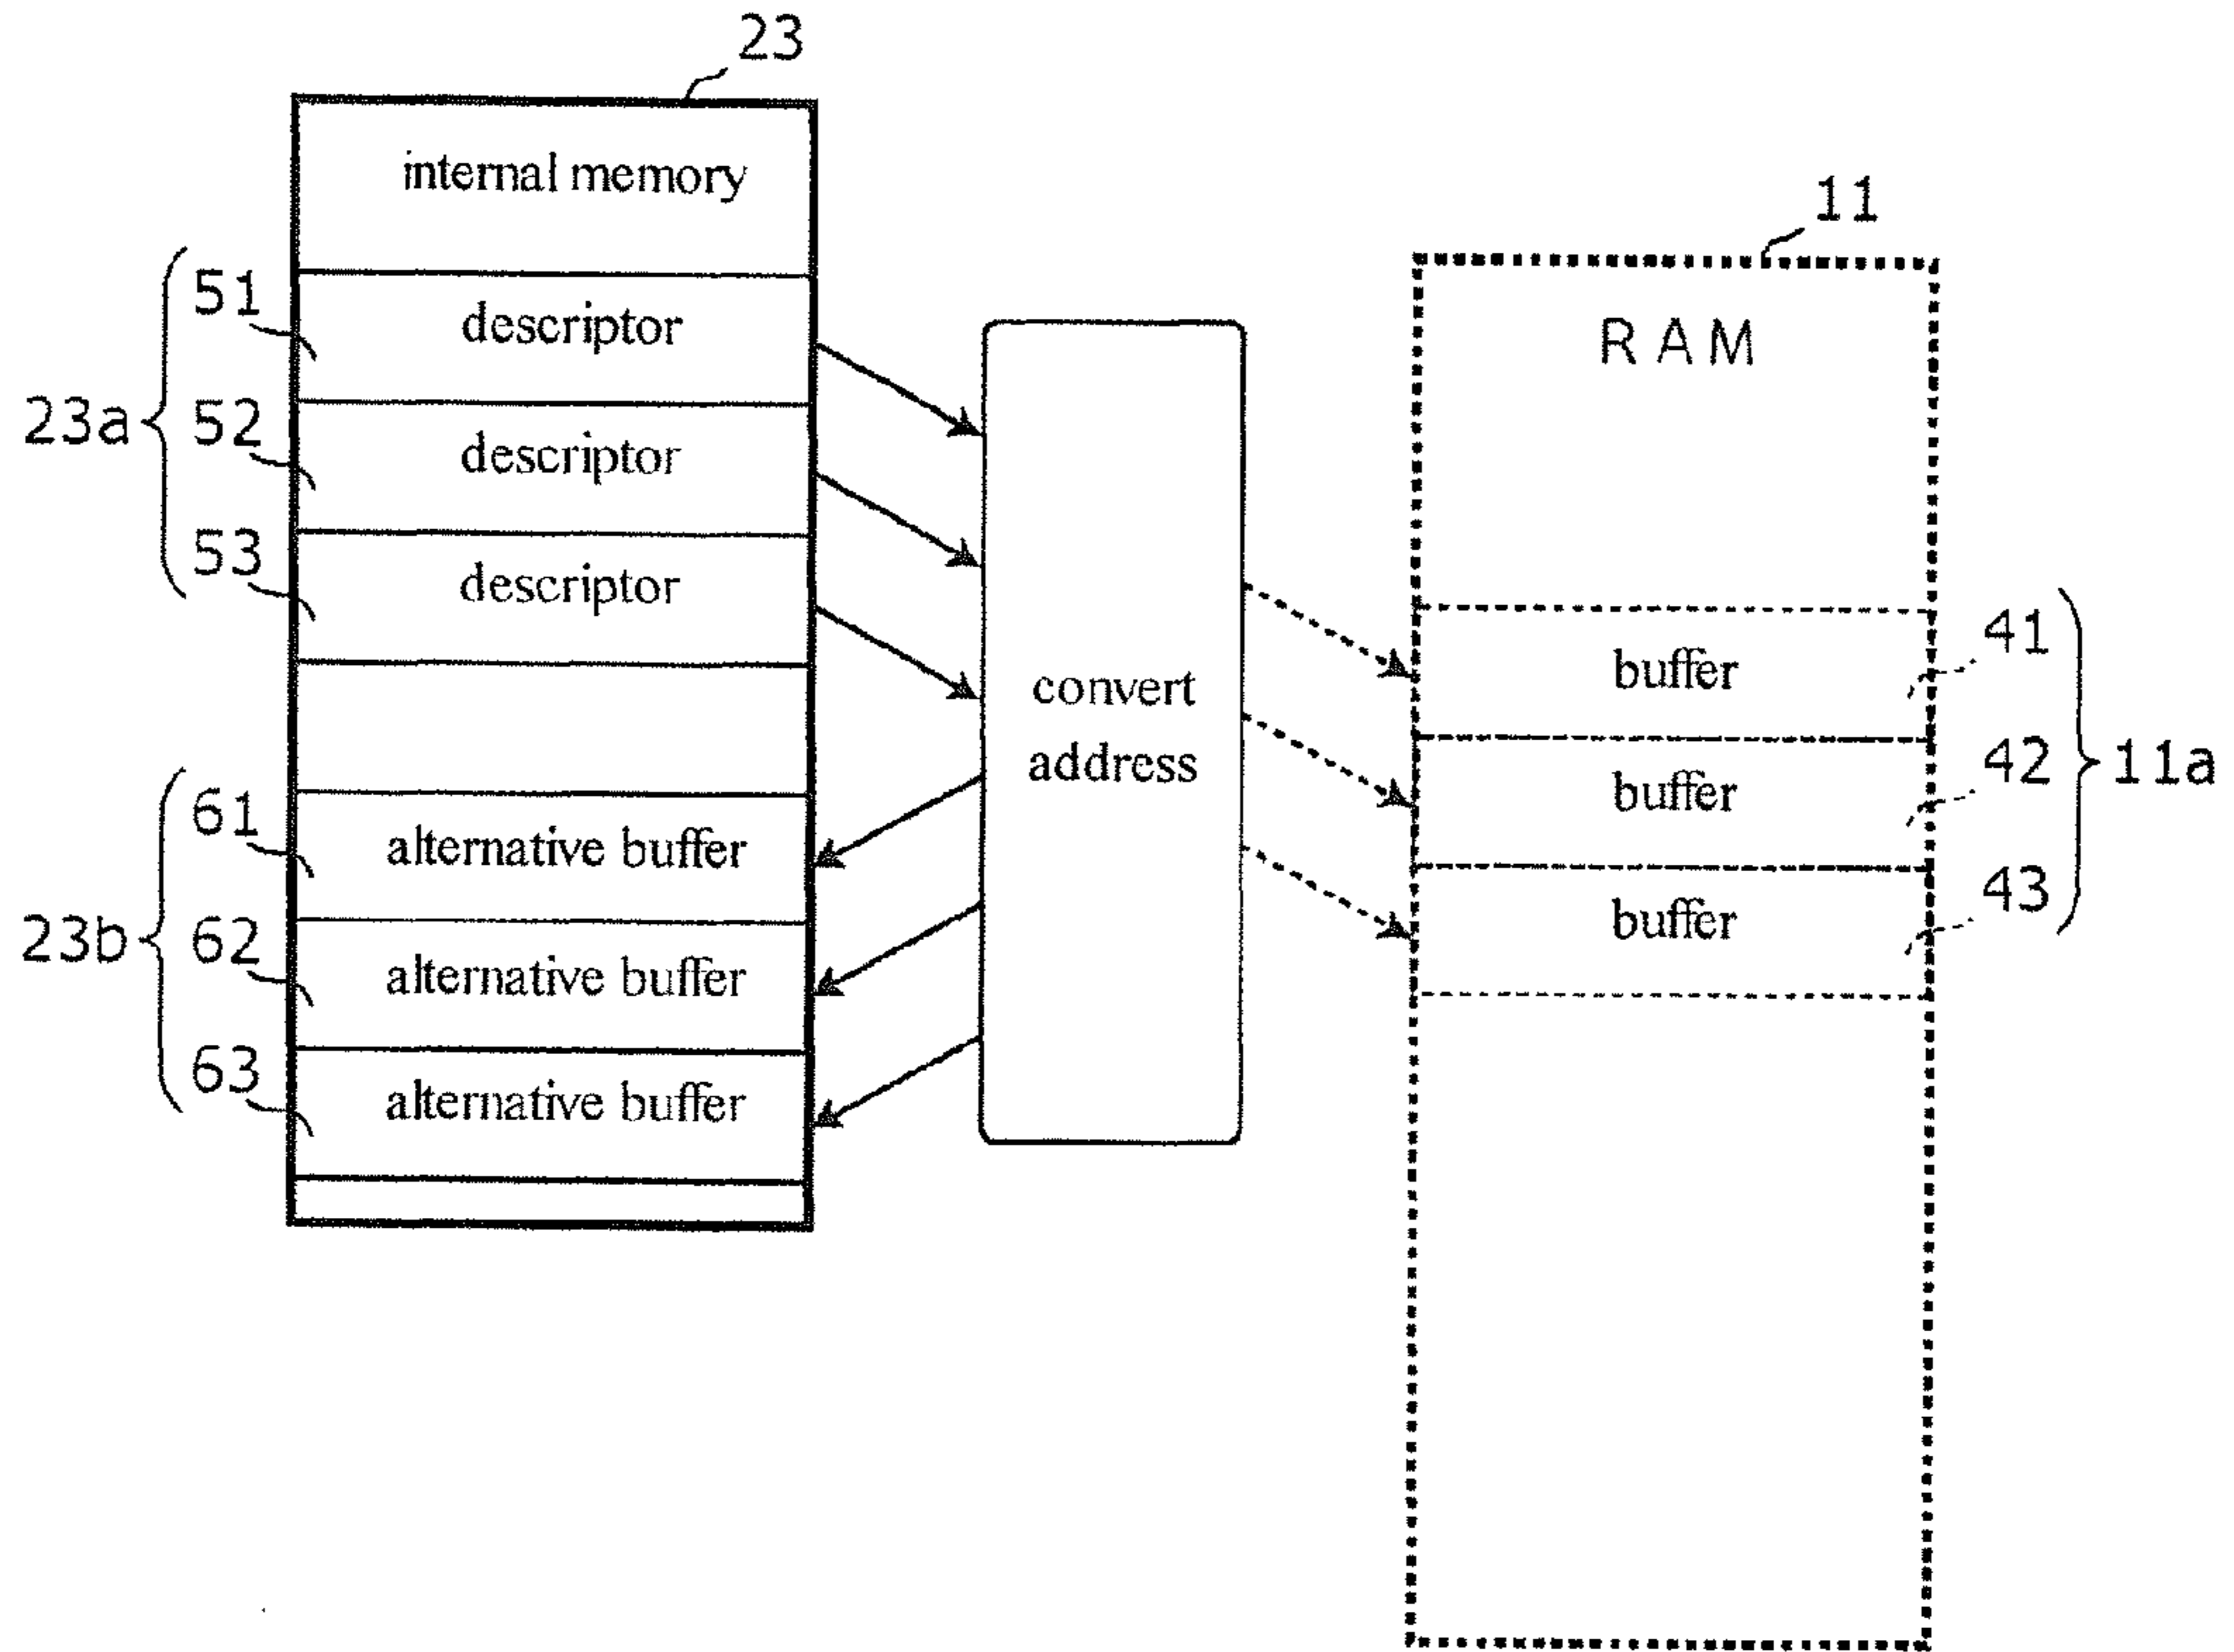 23
internal memory
11
RAM
51
descriptor
23a
52
descriptor
53
descriptor
convert
address
41
buffer
42
buffer
11a
43
buffer
61
alternative buffer
23b
62
alternative buffer
63
alternative buffer